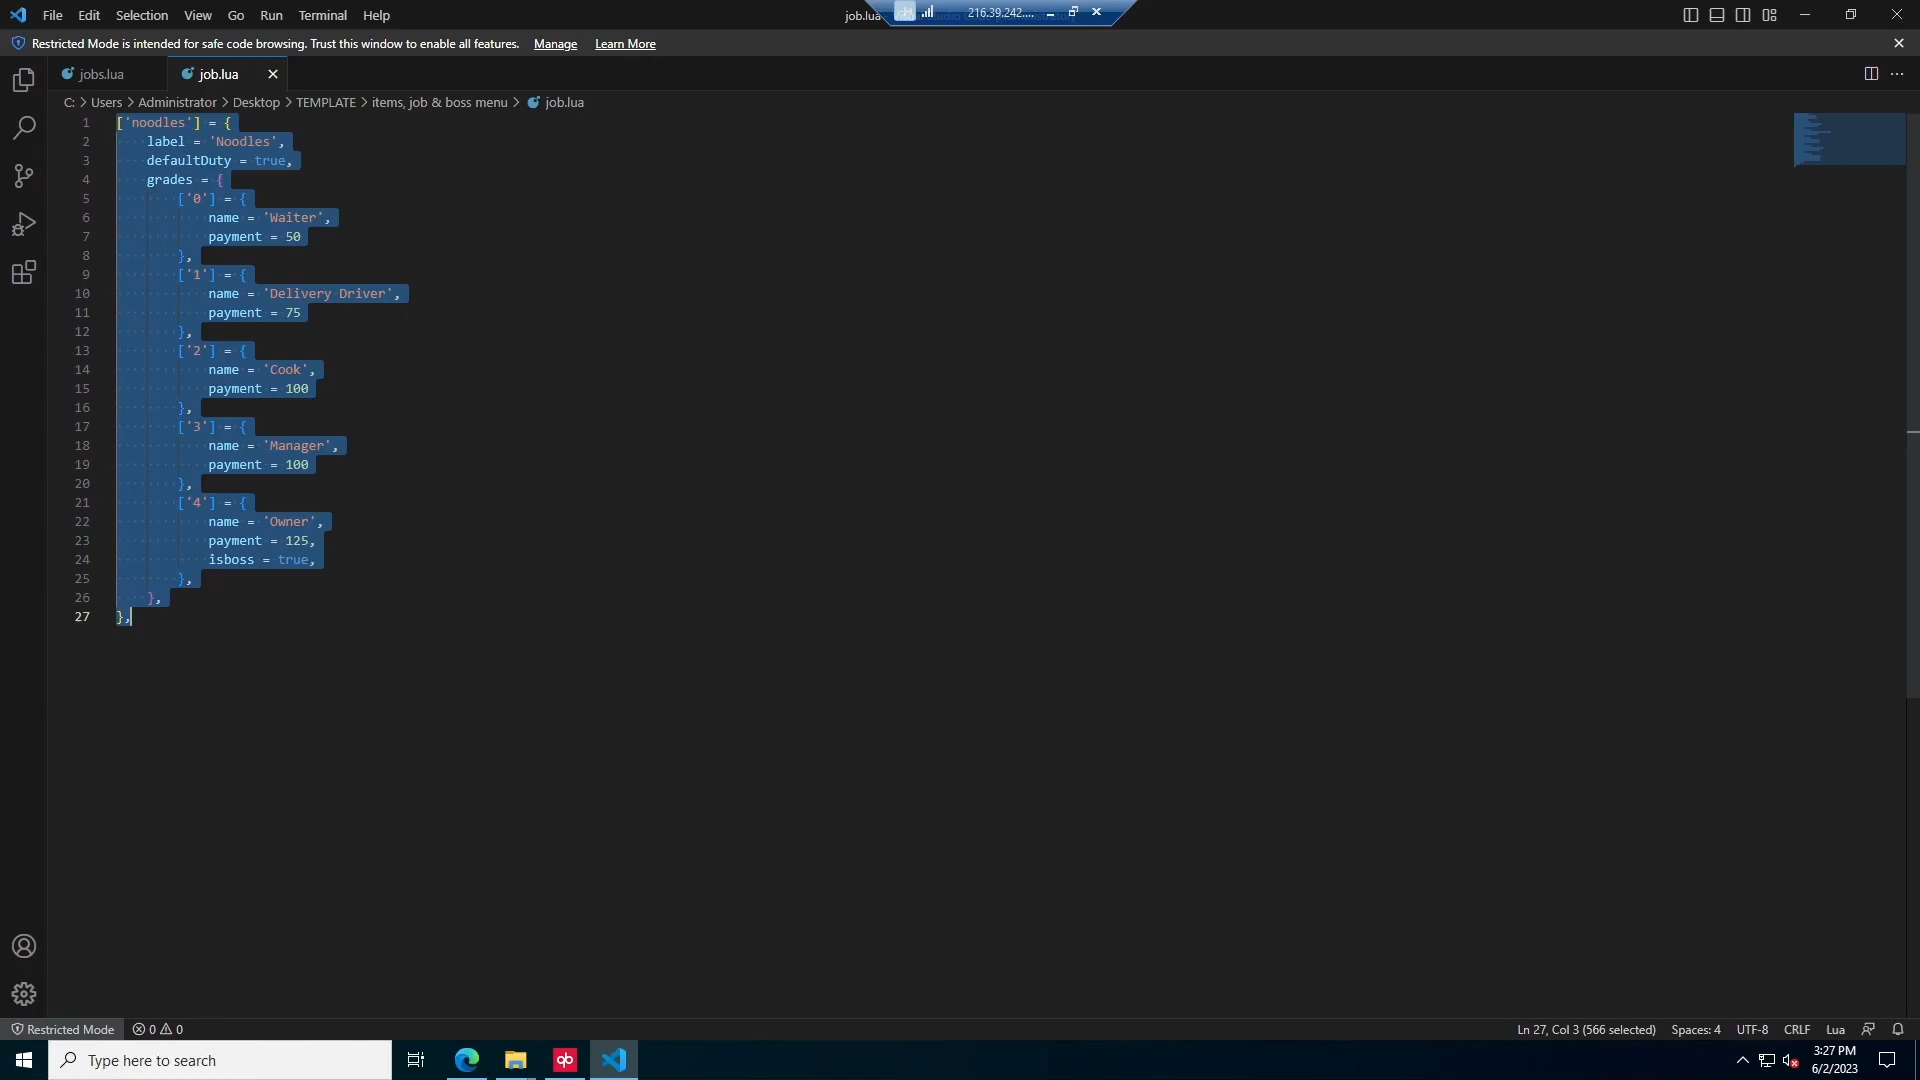 File Edit Selection View Go Run Terminal Help
job.lua
216.39.242....
Restricted Mode is intended for safe code browsing. Trust this window to enable all features. Manage Learn More
jobs.lua job.lua
C: > Users > Administrator > Desktop > TEMPLATE > items, job & boss menu > job.lua
1 ['noodles'] = {
2 label = 'Noodles',
3 defaultDuty = true,
4 grades = {
5 ['0'] = {
6 name = 'Waiter',
7 payment = 50
8 },
9 ['1'] = {
10 name = 'Delivery Driver',
11 payment = 75
12 },
13 ['2'] = {
14 name = 'Cook',
15 payment = 100
16 },
17 ['3'] = {
18 name = 'Manager',
19 payment = 100
20 },
21 ['4'] = {
22 name = 'Owner',
23 payment = 125,
24 isboss = true,
25 },
26 },
27 },
Restricted Mode 0 0 Ln 27, Col 3 (566 selected) Spaces: 4 UTF-8 CRLF Lua
Type here to search qb 3:27 PM
6/2/2023